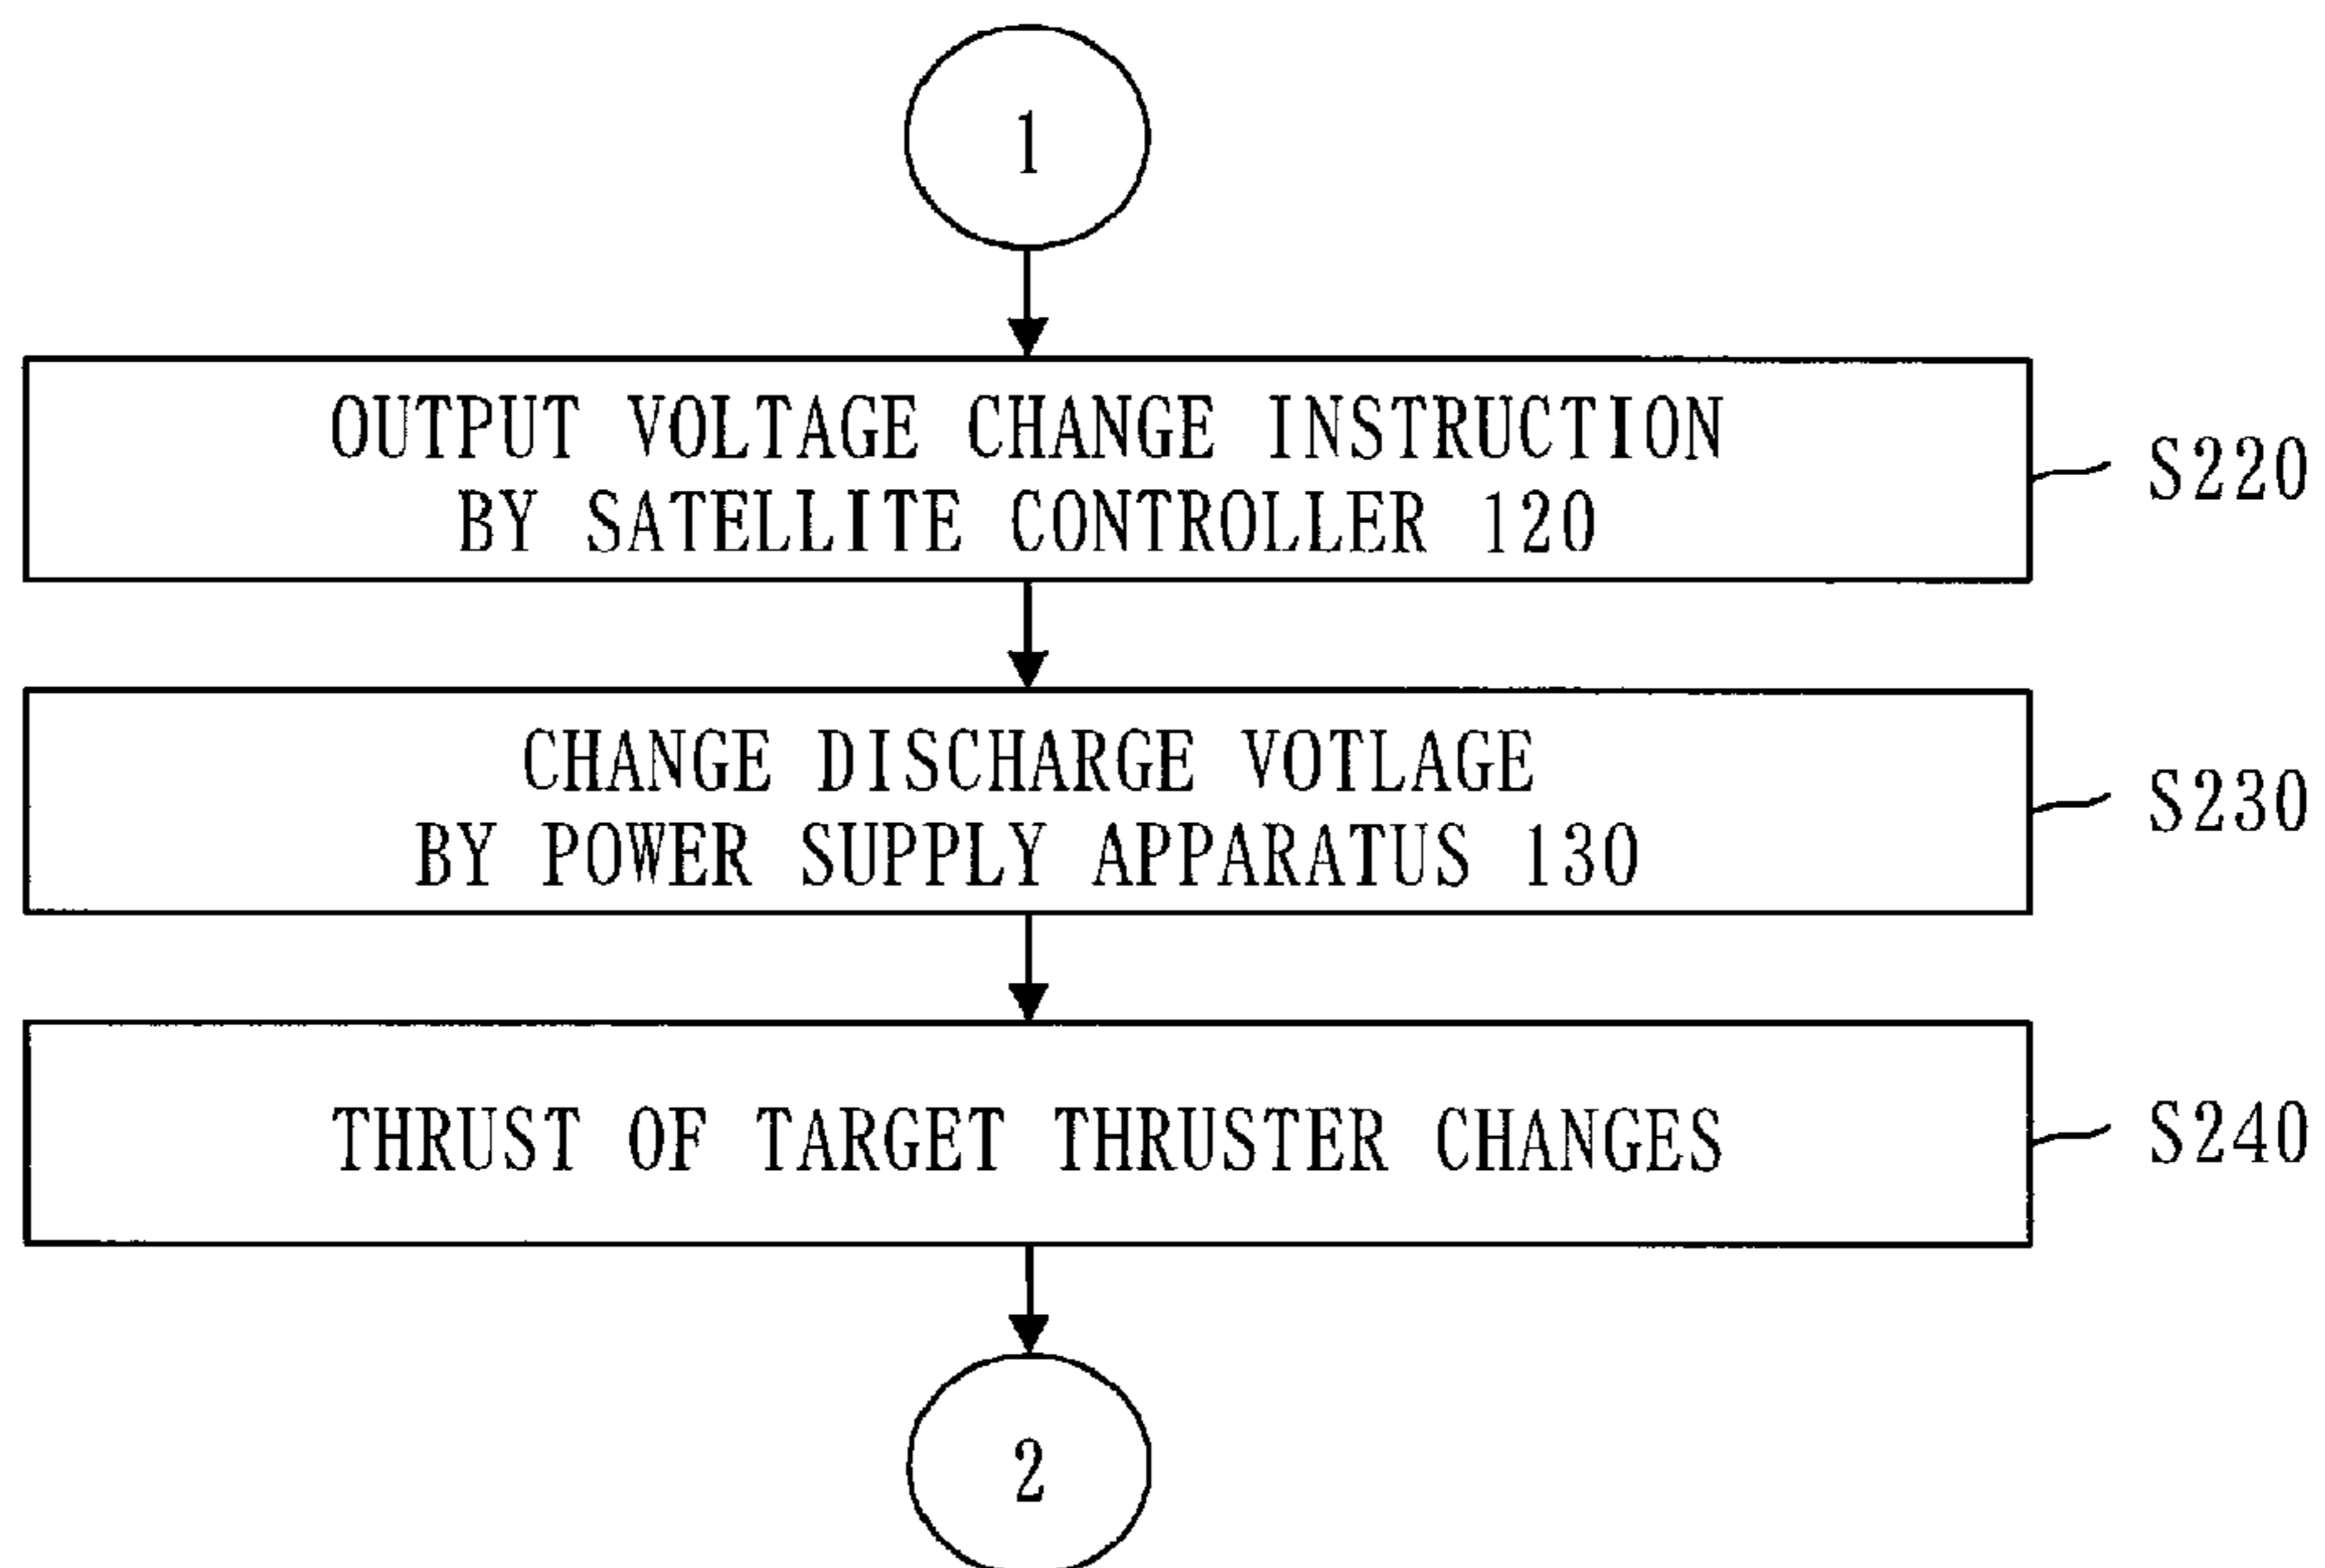 1
OUTPUT VOLTAGE CHANGE INSTRUCTION
BY SATELLITE CONTROLLER 120
S220
CHANGE DISCHARGE VOTLAGE
BY POWER SUPPLY APPARATUS 130
S230
THRUST OF TARGET THRUSTER CHANGES
S240
2